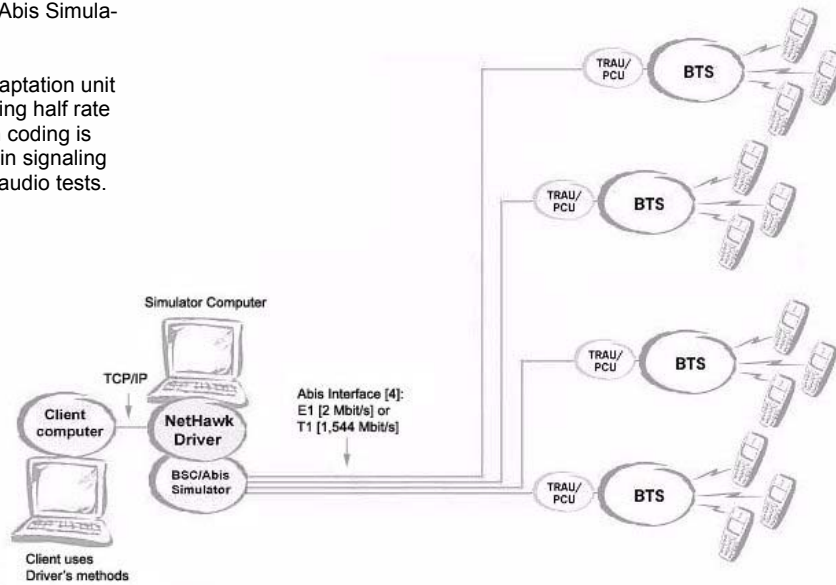 Abis Simula-
aptation unit
ing half rate
coding is
in signaling
audio tests.
TRAU/
PCU
BTS
TRAU/
PCU
BTS
Simulator Computer
TRAU/
PCU
BTS
TCP/IP
Abis Interface [4]:
E1 [2 Mbit/s] or
T1 [1,544 Mbit/s]
Client
computer
NetHawk
Driver
BSC/Abis
Simulator
TRAU/
PCU
BTS
Client uses
Driver's methods